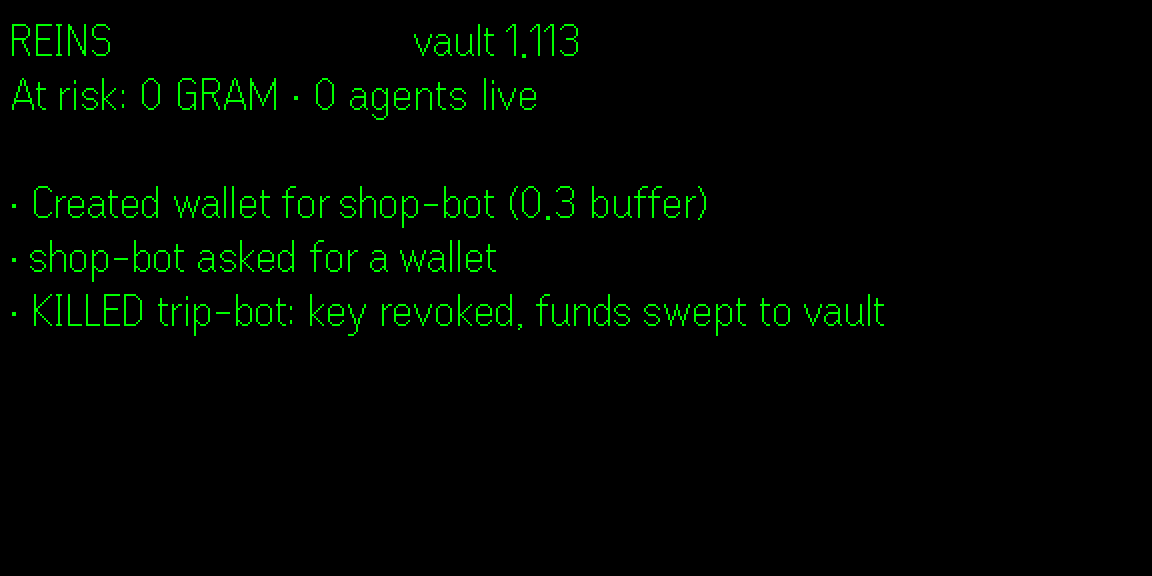 REINS vault 1.113
At risk: 0 GRAM · 0 agents live
· Created wallet for shop-bot (0.3 buffer)
· shop-bot asked for a wallet
· KILLED trip-bot: key revoked, funds swept to vault